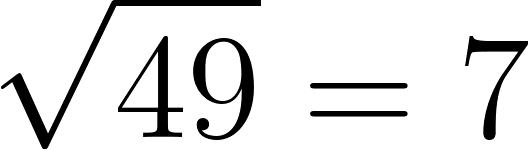 √49 = 7